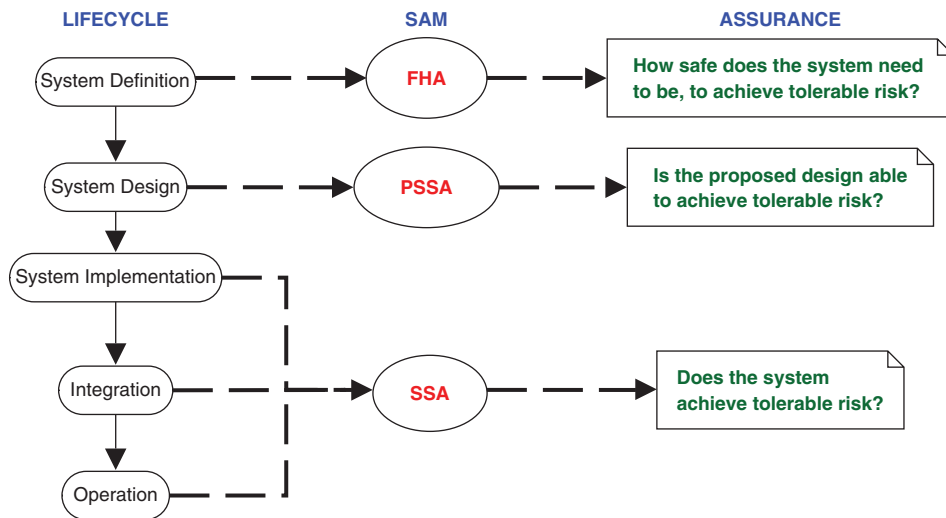 LIFECYCLE
SAM
ASSURANCE
System Definition
FHA
How safe does the system need
to be, to achieve tolerable risk?
System Design
PSSA
Is the proposed design able
to achieve tolerable risk?
System Implementation
Integration
SSA
Does the system
achieve tolerable risk?
Operation